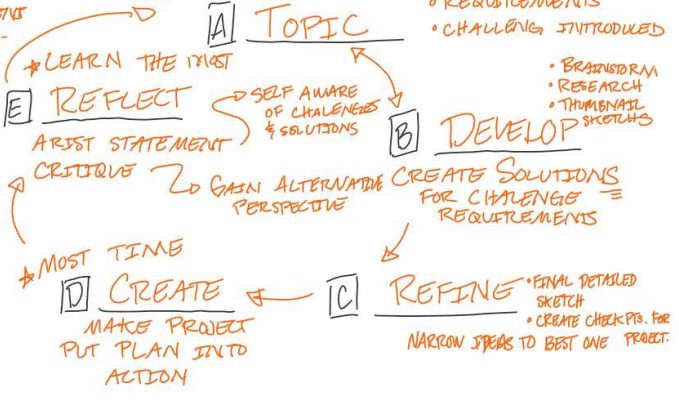 A TOPIC
• REQUIREMENTS
• CHALLENG INTRODUCED
★ LEARN THE MOST
E REFLECT
ARIST STATEMENT
CRITIQUE
SELF AWARE
OF CHALENGES
& SOLUTIONS
GAIN ALTERNATIVE
PERSPECTIVE
• BRAINSTORM
• RESEARCH
• THUMBNAIL
SKETCHS
B DEVELOP
CREATE SOLUTIONS
FOR CHALENGE
REQUIREMENTS
C REFINE
• FINAL DETAILED
SKETCH
• CREATE CHECK PTS. FOR
PROJECT.
NARROW IDEAS TO BEST ONE
★ MOST TIME
D CREATE
MAKE PROJECT
PUT PLAN INTO
ACTION